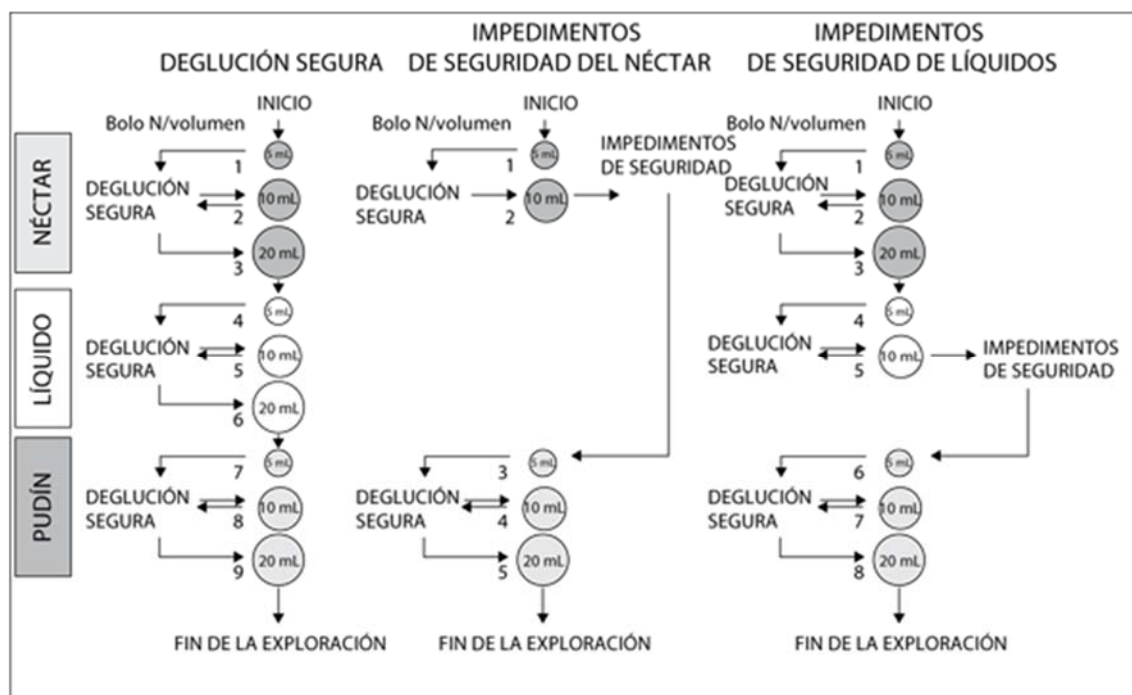 DEGLUCIÓN SEGURA
IMPEDIMENTOS
DE SEGURIDAD DEL NÉCTAR
IMPEDIMENTOS
DE SEGURIDAD DE LÍQUIDOS
NÉCTAR
LÍQUIDO
PUDÍN
INICIO
Bolo N/volumen
5 mL
1
DEGLUCIÓN
SEGURA
10 mL
2
20 mL
3
5 mL
4
DEGLUCIÓN
SEGURA
10 mL
5
20 mL
6
5 mL
7
DEGLUCIÓN
SEGURA
10 mL
8
20 mL
9
FIN DE LA EXPLORACIÓN
INICIO
Bolo N/volumen
5 mL
1
DEGLUCIÓN
SEGURA
10 mL
2
IMPEDIMENTOS
DE SEGURIDAD
5 mL
3
DEGLUCIÓN
SEGURA
10 mL
4
20 mL
5
FIN DE LA EXPLORACIÓN
INICIO
Bolo N/volumen
5 mL
1
DEGLUCIÓN
SEGURA
10 mL
2
20 mL
3
5 mL
4
DEGLUCIÓN
SEGURA
10 mL
5
IMPEDIMENTOS
DE SEGURIDAD
5 mL
6
DEGLUCIÓN
SEGURA
10 mL
7
20 mL
8
FIN DE LA EXPLORACIÓN